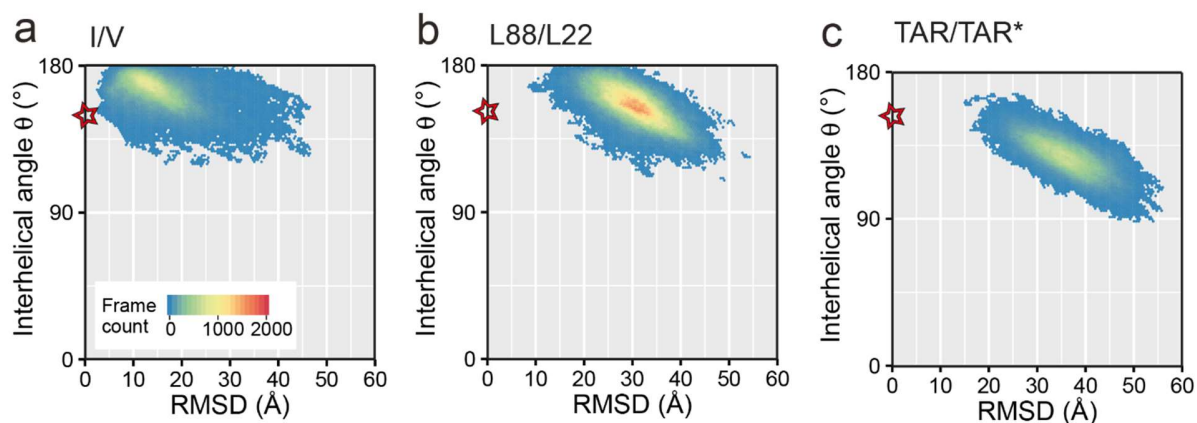 a I/V
Interhelical angle θ (°)
180
90
0
Frame count
0 1000 2000
0 10 20 30 40 50 60
RMSD (Å)
b L88/L22
Interhelical angle θ (°)
180
90
0
0 10 20 30 40 50 60
RMSD (Å)
c TAR/TAR*
Interhelical angle θ (°)
180
90
0
0 10 20 30 40 50 60
RMSD (Å)